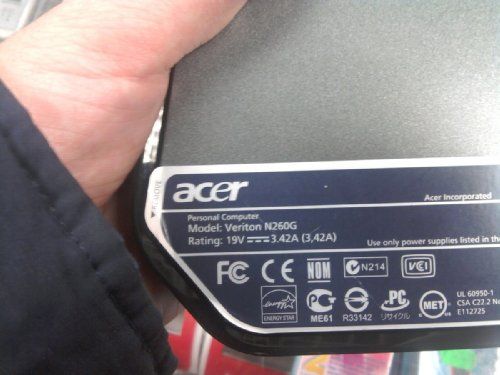 acer
Acer Incorporated
Personal Computer
Model: Veriton N260G
Rating: 19V 3.42A (3,42A)
Use only power supplies listed in the
FC CE NOM N214 VCI
ENERGY STAR
ME61
R33142
PC
リサイクル
MET
C US
UL 60950-1
CSA C22.2 No
E112725